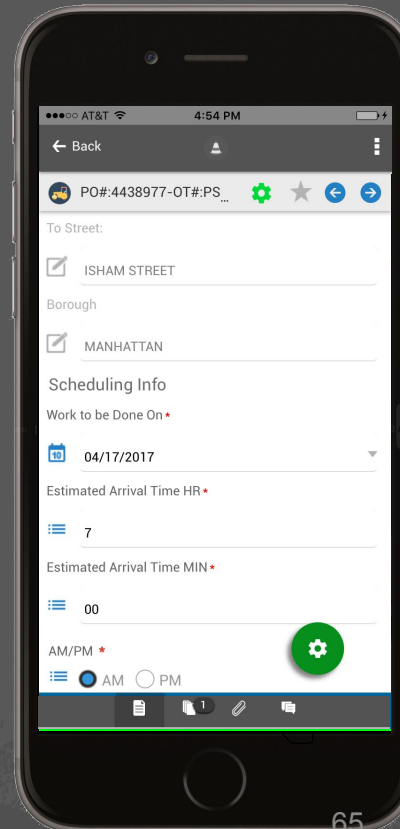 AT&T 4:54 PM
Back
PO#:4438977-OT#:PS...
To Street:
ISHAM STREET
Borough
MANHATTAN
Scheduling Info
Work to be Done On *
10 04/17/2017
Estimated Arrival Time HR *
7
Estimated Arrival Time MIN *
00
AM/PM *
AM PM
1
65